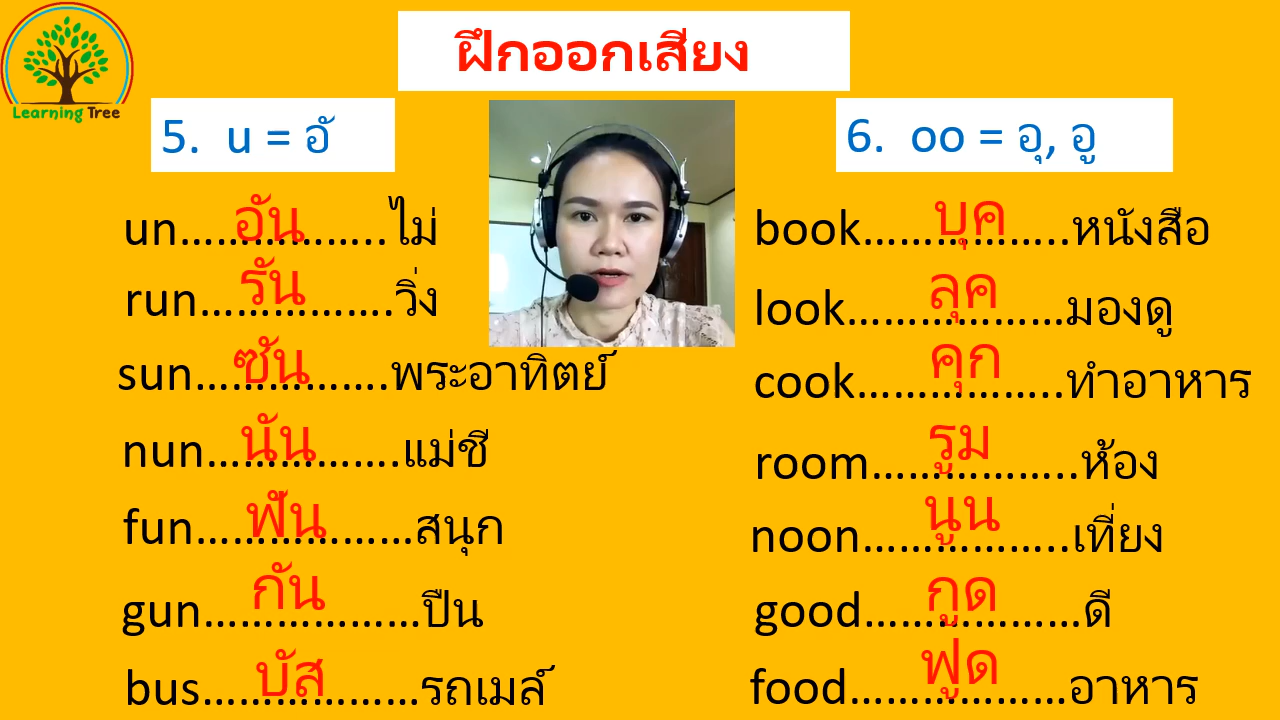 Learning Tree
ฝึกออกเสียง
5. u = อั
un……อัน………..ไม่
run……รัน…….วิ่ง
sun……ซัน…….พระอาทิตย์
nun……นัน…….แม่ชี
fun……ฟัน………สนุก
gun……กัน………ปืน
bus……บัส………รถเมล์
6. oo = อุ, อู
book……บุค……..หนังสือ
look……ลุค………มองดู
cook……คุก……..ทำอาหาร
room……รูม……..ห้อง
noon……นูน……..เที่ยง
good……กูด………ดี
food……ฟูด………อาหาร